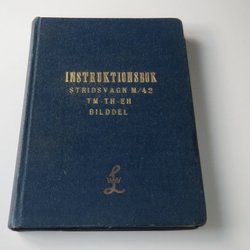 INSTRUKTIONSBOK
STRIDSVAGN M/42
TM-TH-EH
BILDDEL